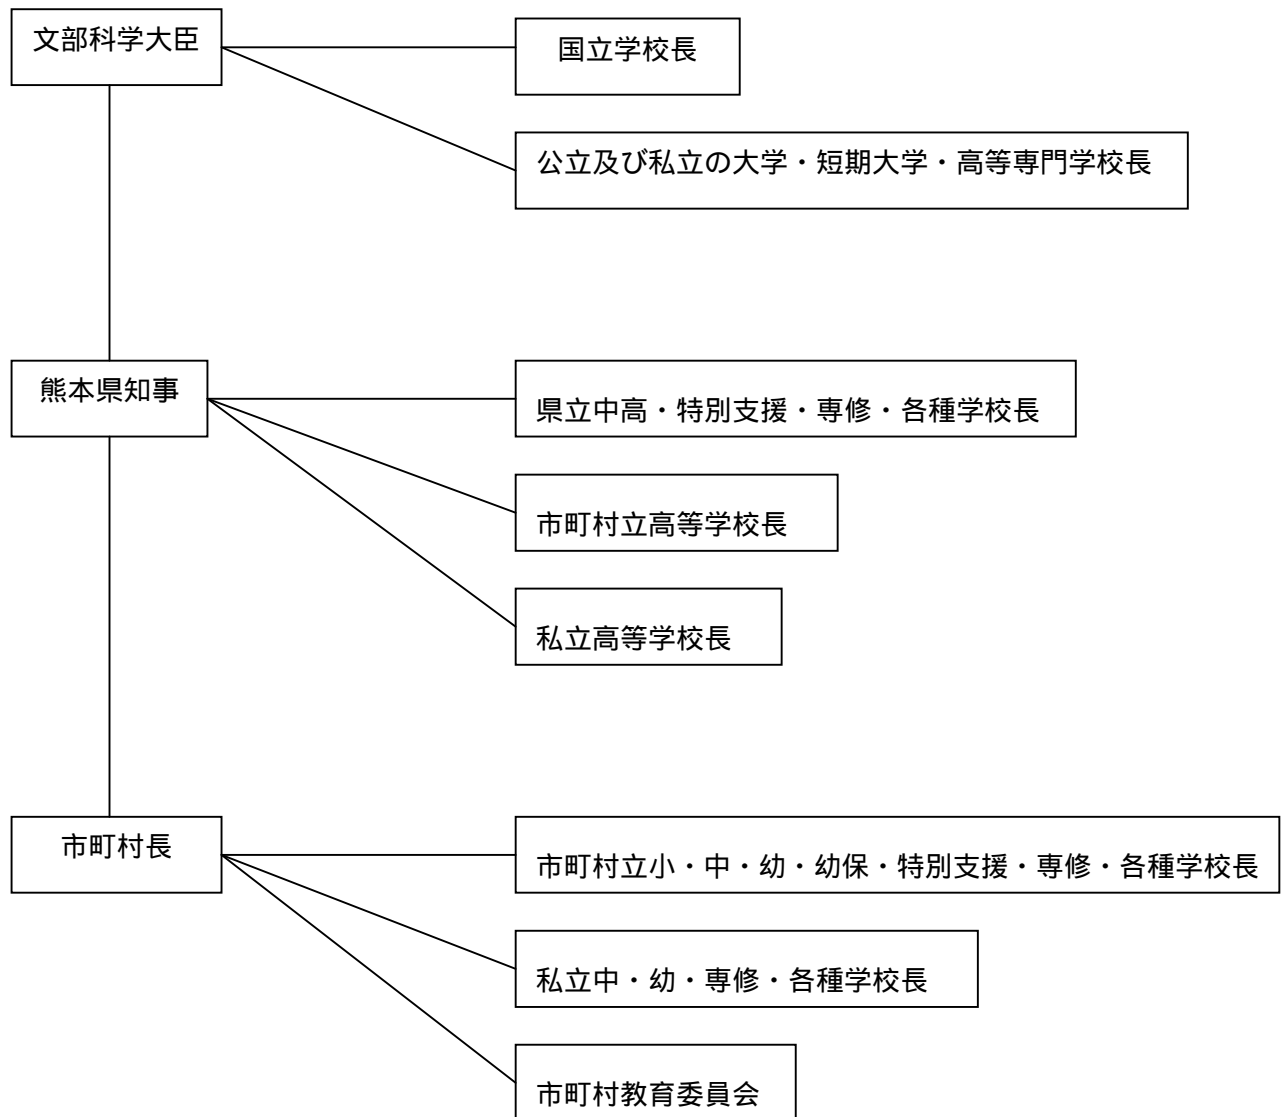 文部科学大臣
国立学校長
公立及び私立の大学・短期大学・高等専門学校長
熊本県知事
県立中高・特別支援・専修・各種学校長
市町村立高等学校長
私立高等学校長
市町村長
市町村立小・中・幼・幼保・特別支援・専修・各種学校長
私立中・幼・専修・各種学校長
市町村教育委員会